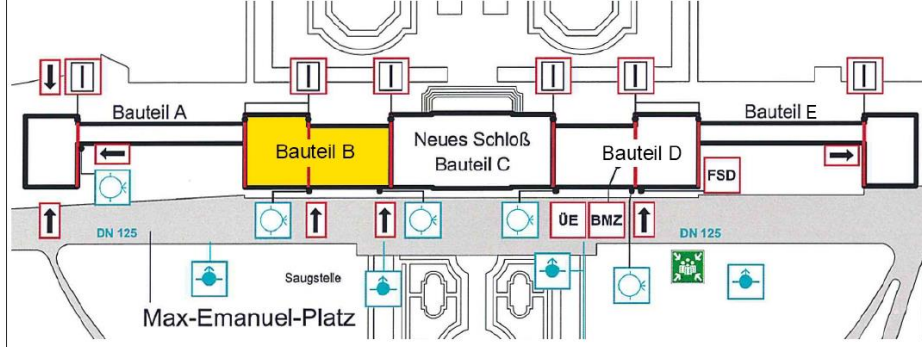 Bauteil A
Bauteil E
Bauteil B
Neues Schloß
Bauteil C
Bauteil D
FSD
ÜE
BMZ
DN 125
DN 125
Saugstelle
Max-Emanuel-Platz